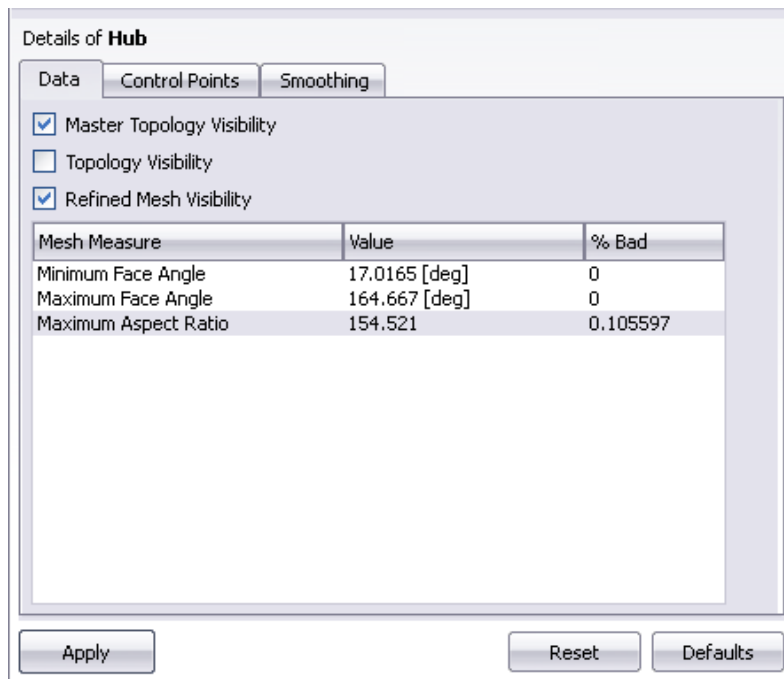 Details of Hub
Data Control Points Smoothing
Master Topology Visibility
Topology Visibility
Refined Mesh Visibility
Mesh Measure Value % Bad
Minimum Face Angle 17.0165 [deg] 0
Maximum Face Angle 164.667 [deg] 0
Maximum Aspect Ratio 154.521 0.105597
Apply Reset Defaults